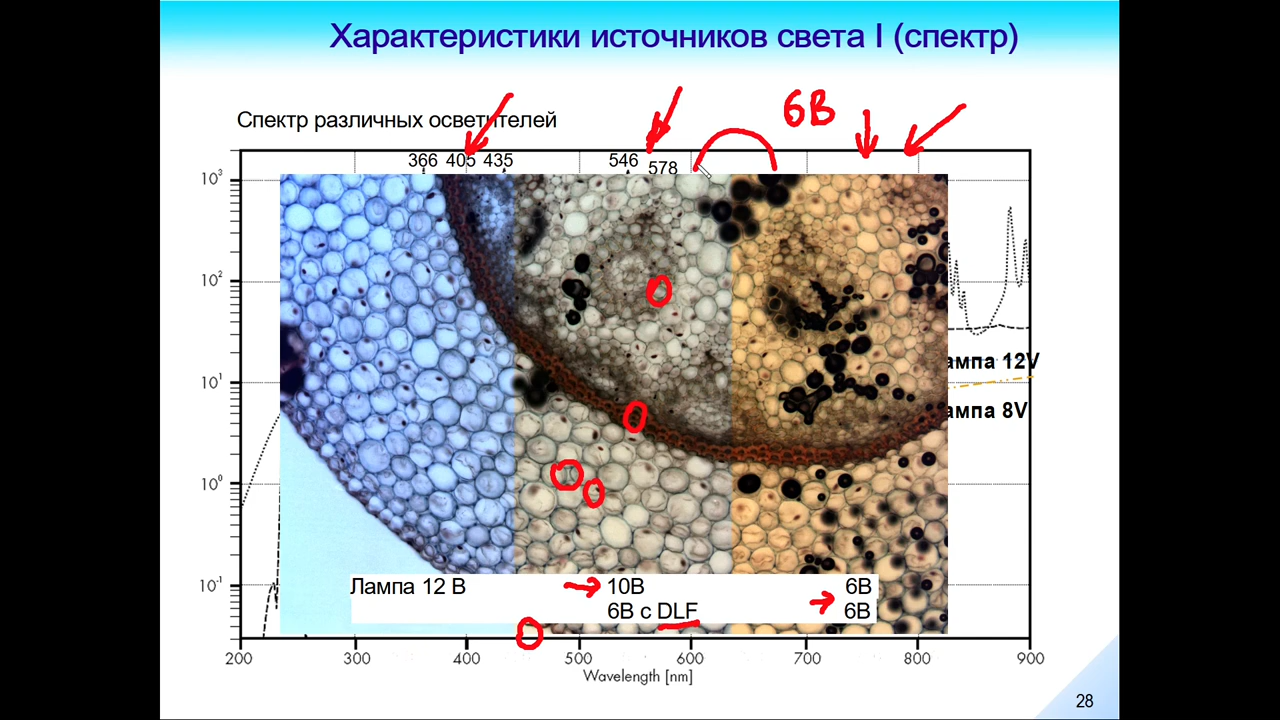 Характеристики источников света I (спектр)
6В
Спектр различных осветителей
366 405 435 546 578
10³
10²
10¹
10⁰
10⁻¹
ампа 12V
ампа 8V
Лампа 12 В 10В 6В
6В с DLF 6В
200 300 400 500 600 700 800 900
Wavelength [nm]
28